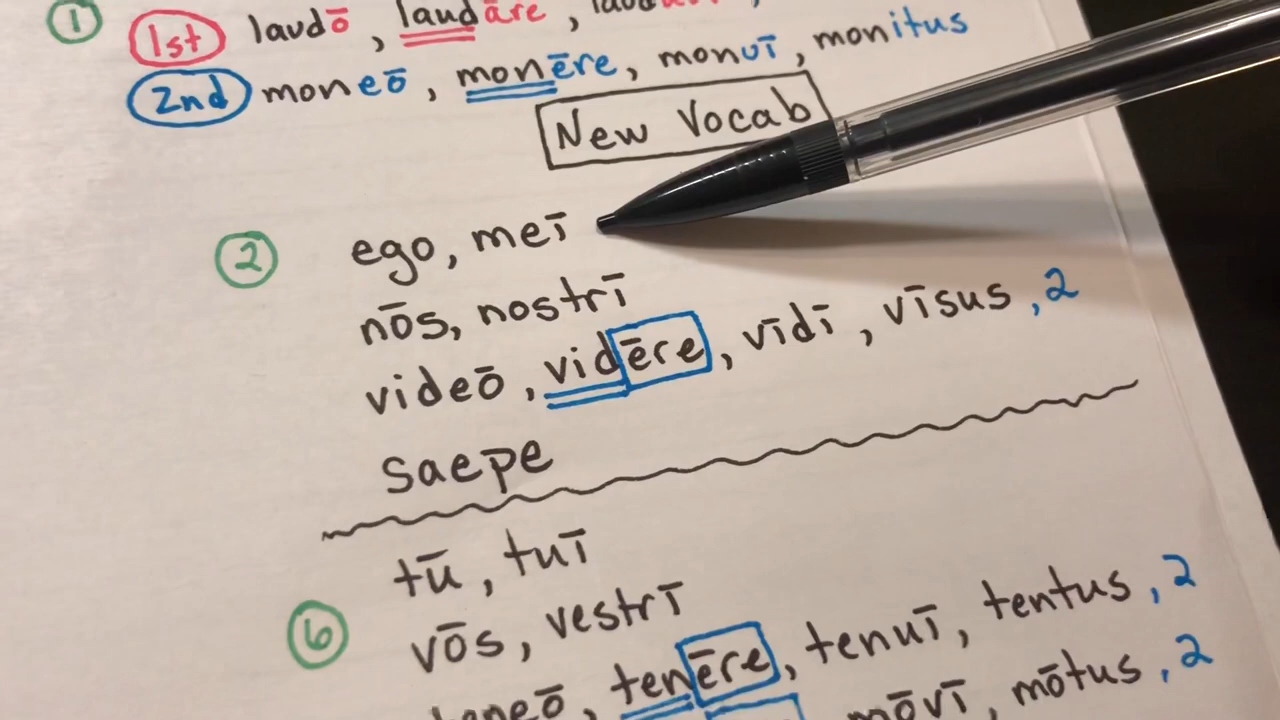 1
1st laudō, laudāre,
2nd moneō, monēre, monuī, monitus
New Vocab
2 ego, meī
nōs, nostrī
videō, vidēre, vīdī, vīsus, 2
saepe
tū, tuī
6 vōs, vestrī
tenēre, tenuī, tentus, 2
mōvī, mōtus, 2